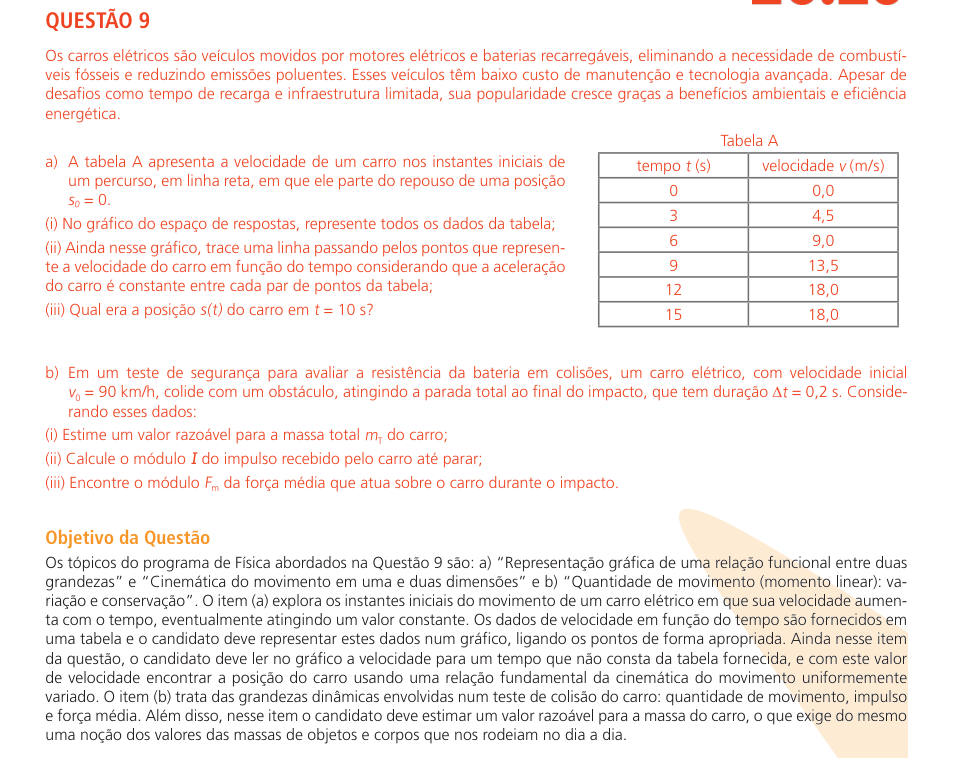 QUESTÃO 9
Os carros elétricos são veículos movidos por motores elétricos e baterias recarregáveis, eliminando a necessidade de combustí-
veis fósseis e reduzindo emissões poluentes. Esses veículos têm baixo custo de manutenção e tecnologia avançada. Apesar de
desafios como tempo de recarga e infraestrutura limitada, sua popularidade cresce graças a benefícios ambientais e eficiência
energética.
a) A tabela A apresenta a velocidade de um carro nos instantes iniciais de
um percurso, em linha reta, em que ele parte do repouso de uma posição
s₀ = 0.
(i) No gráfico do espaço de respostas, represente todos os dados da tabela;
(ii) Ainda nesse gráfico, trace uma linha passando pelos pontos que represen-
te a velocidade do carro em função do tempo considerando que a aceleração
do carro é constante entre cada par de pontos da tabela;
(iii) Qual era a posição s(t) do carro em t = 10 s?
Tabela A
tempo t (s) velocidade v (m/s)
0 0,0
3 4,5
6 9,0
9 13,5
12 18,0
15 18,0
b) Em um teste de segurança para avaliar a resistência da bateria em colisões, um carro elétrico, com velocidade inicial
v₀ = 90 km/h, colide com um obstáculo, atingindo a parada total ao final do impacto, que tem duração Δt = 0,2 s. Conside-
rando esses dados:
(i) Estime um valor razoável para a massa total m_T do carro;
(ii) Calcule o módulo I do impulso recebido pelo carro até parar;
(iii) Encontre o módulo Fₘ da força média que atua sobre o carro durante o impacto.
Objetivo da Questão
Os tópicos do programa de Física abordados na Questão 9 são: a) “Representação gráfica de uma relação funcional entre duas
grandezas” e “Cinemática do movimento em uma e duas dimensões” e b) “Quantidade de movimento (momento linear): va-
riação e conservação”. O item (a) explora os instantes iniciais do movimento de um carro elétrico em que sua velocidade aumen-
ta com o tempo, eventualmente atingindo um valor constante. Os dados de velocidade em função do tempo são fornecidos em
uma tabela e o candidato deve representar estes dados num gráfico, ligando os pontos de forma apropriada. Ainda nesse item
da questão, o candidato deve ler no gráfico a velocidade para um tempo que não consta da tabela fornecida, e com este valor
de velocidade encontrar a posição do carro usando uma relação fundamental da cinemática do movimento uniformemente
variado. O item (b) trata das grandezas dinâmicas envolvidas num teste de colisão do carro: quantidade de movimento, impulso
e força média. Além disso, nesse item o candidato deve estimar um valor razoável para a massa do carro, o que exige do mesmo
uma noção dos valores das massas de objetos e corpos que nos rodeiam no dia a dia.